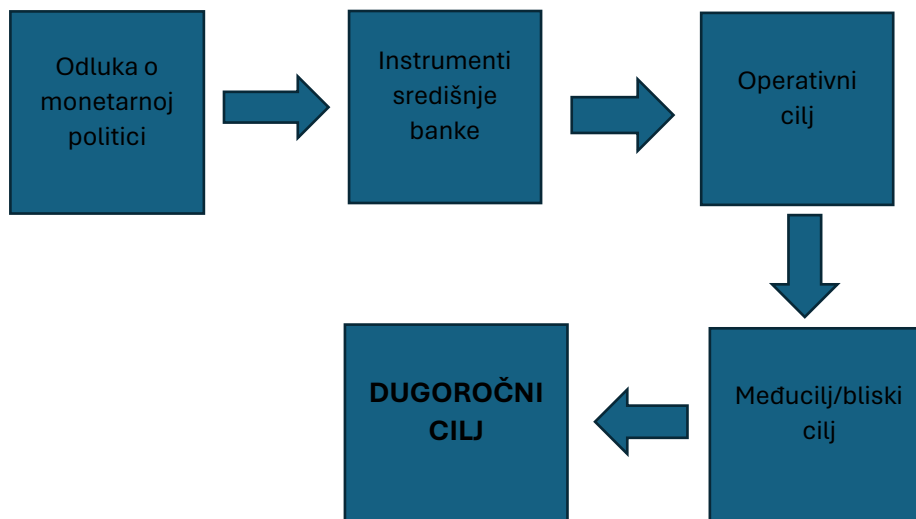 Odluka o
monetarnoj
politici
Instrumenti
središnje
banke
Operativni
cilj
Međucilj/bliski
cilj
DUGOROČNI
CILJ